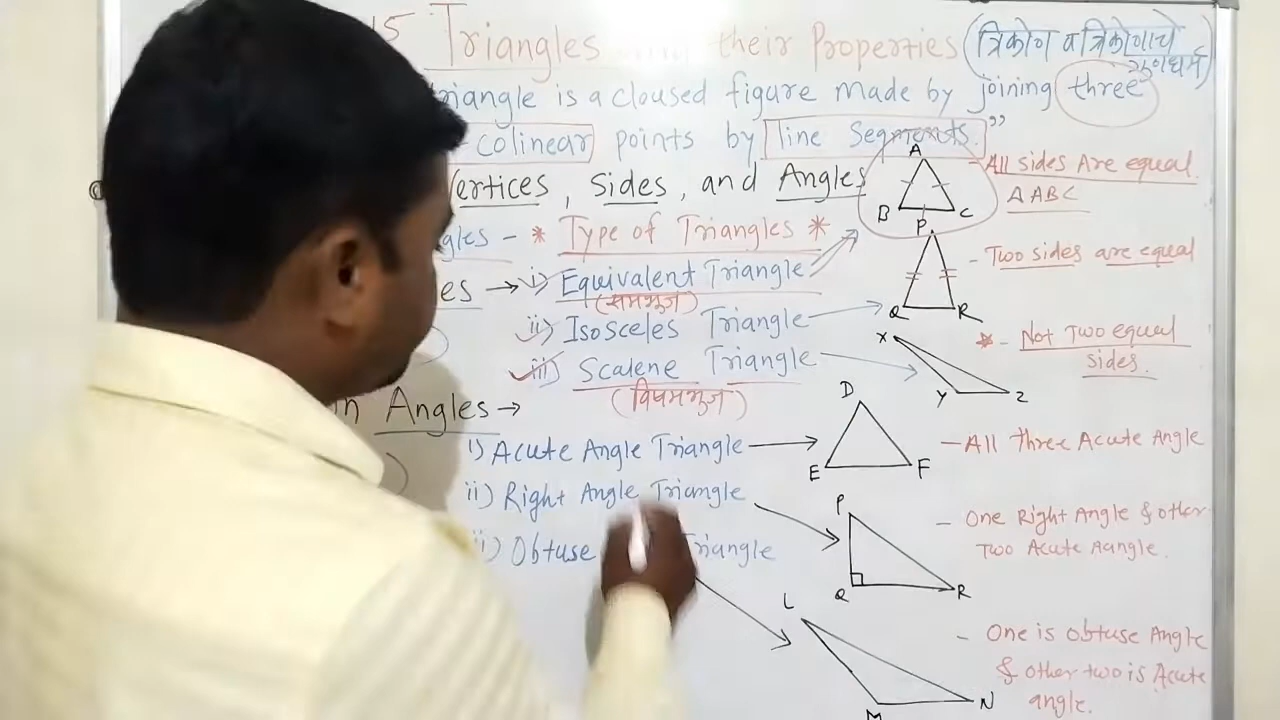 15 Triangles their Properties (त्रिकोण व त्रिकोणाचे गुणधर्म)
riangle is a cloused figure made by joining three
colinear points by line Segments."
Vertices, Sides, and Angles
gles - * Type of Triangles *
es → i) Equivalent Triangle
(समभूज)
ii) Isosceles Triangle
iii) Scalene Triangle
(विषमभूज)
n Angles →
i) Acute Angle Triangle
ii) Right Angle Triangle
ii) Obtuse Triangle
A
B C
- All sides Are equal.
A ABC
P
Q R
- Two sides are equal
X
Y Z
* - Not Two equal
sides.
D
E F
- All three Acute Angle
P
Q R
- One Right Angle & other
Two Acute Aangle.
L
M N
- One is obtuse Angle
& other two is Acute
angle.